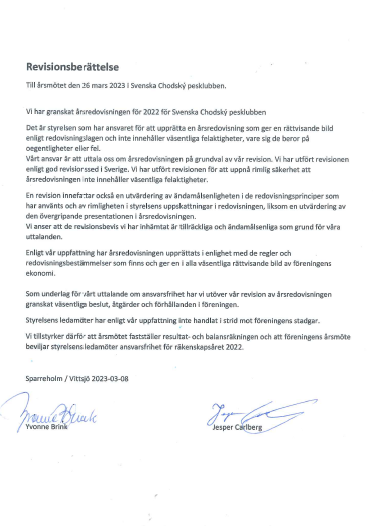 Revisionsberättelse
Till årsmötet den 26 mars 2023 i Svenska Chodský pesklubben.
Vi har granskat årsredovisningen för 2022 för Svenska Chodský pesklubben
Det är styrelsen som har ansvaret för att upprätta en årsredovisning som ger en rättvisande bild
enligt redovisningslagen och inte innehåller väsentliga felaktigheter, vare sig de beror på
oegentligheter eller fel.
Vårt ansvar är att uttala oss om årsredovisningen på grundval av vår revision. Vi har utfört revisionen
enligt god revisionssed i Sverige. Vi har utfört revisionen för att uppnå rimlig säkerhet att
årsredovisningen inte innehåller väsentliga felaktigheter.
En revision innefattar också en utvärdering av ändamålsenligheten i de redovisningsprinciper som
har använts och av rimligheten i styrelsens uppskattningar i redovisningen, liksom en utvärdering av
den övergripande presentationen i årsredovisningen.
Vi anser att de revisionsbevis vi har inhämtat är tillräckliga och ändamålsenliga som grund för våra
uttalanden.
Enligt vår uppfattning har årsredovisningen upprättats i enlighet med de regler och
redovisningsbestämmelser som finns och ger en i alla väsentliga rättvisande bild av föreningens
ekonomi.
Som underlag för vårt uttalande om ansvarsfrihet har vi utöver vår revision av årsredovisningen
granskat väsentliga beslut, åtgärder och förhållanden i föreningen.
Styrelsens ledamöter har enligt vår uppfattning inte handlat i strid mot föreningens stadgar.
Vi tillstyrker därför att årsmötet fastställer resultat- och balansräkningen och att föreningens årsmöte
beviljar styrelsens ledamöter ansvarsfrihet för räkenskapsåret 2022.
Sparreholm / Vittsjö 2023-03-08
Yvonne Brink
Yvonne Brink Jesper Carlberg